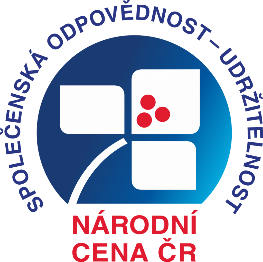 SPOLEČENSKÁ ODPOVĚDNOST – UDRŽITELNOST
NÁRODNÍ
CENA ČR